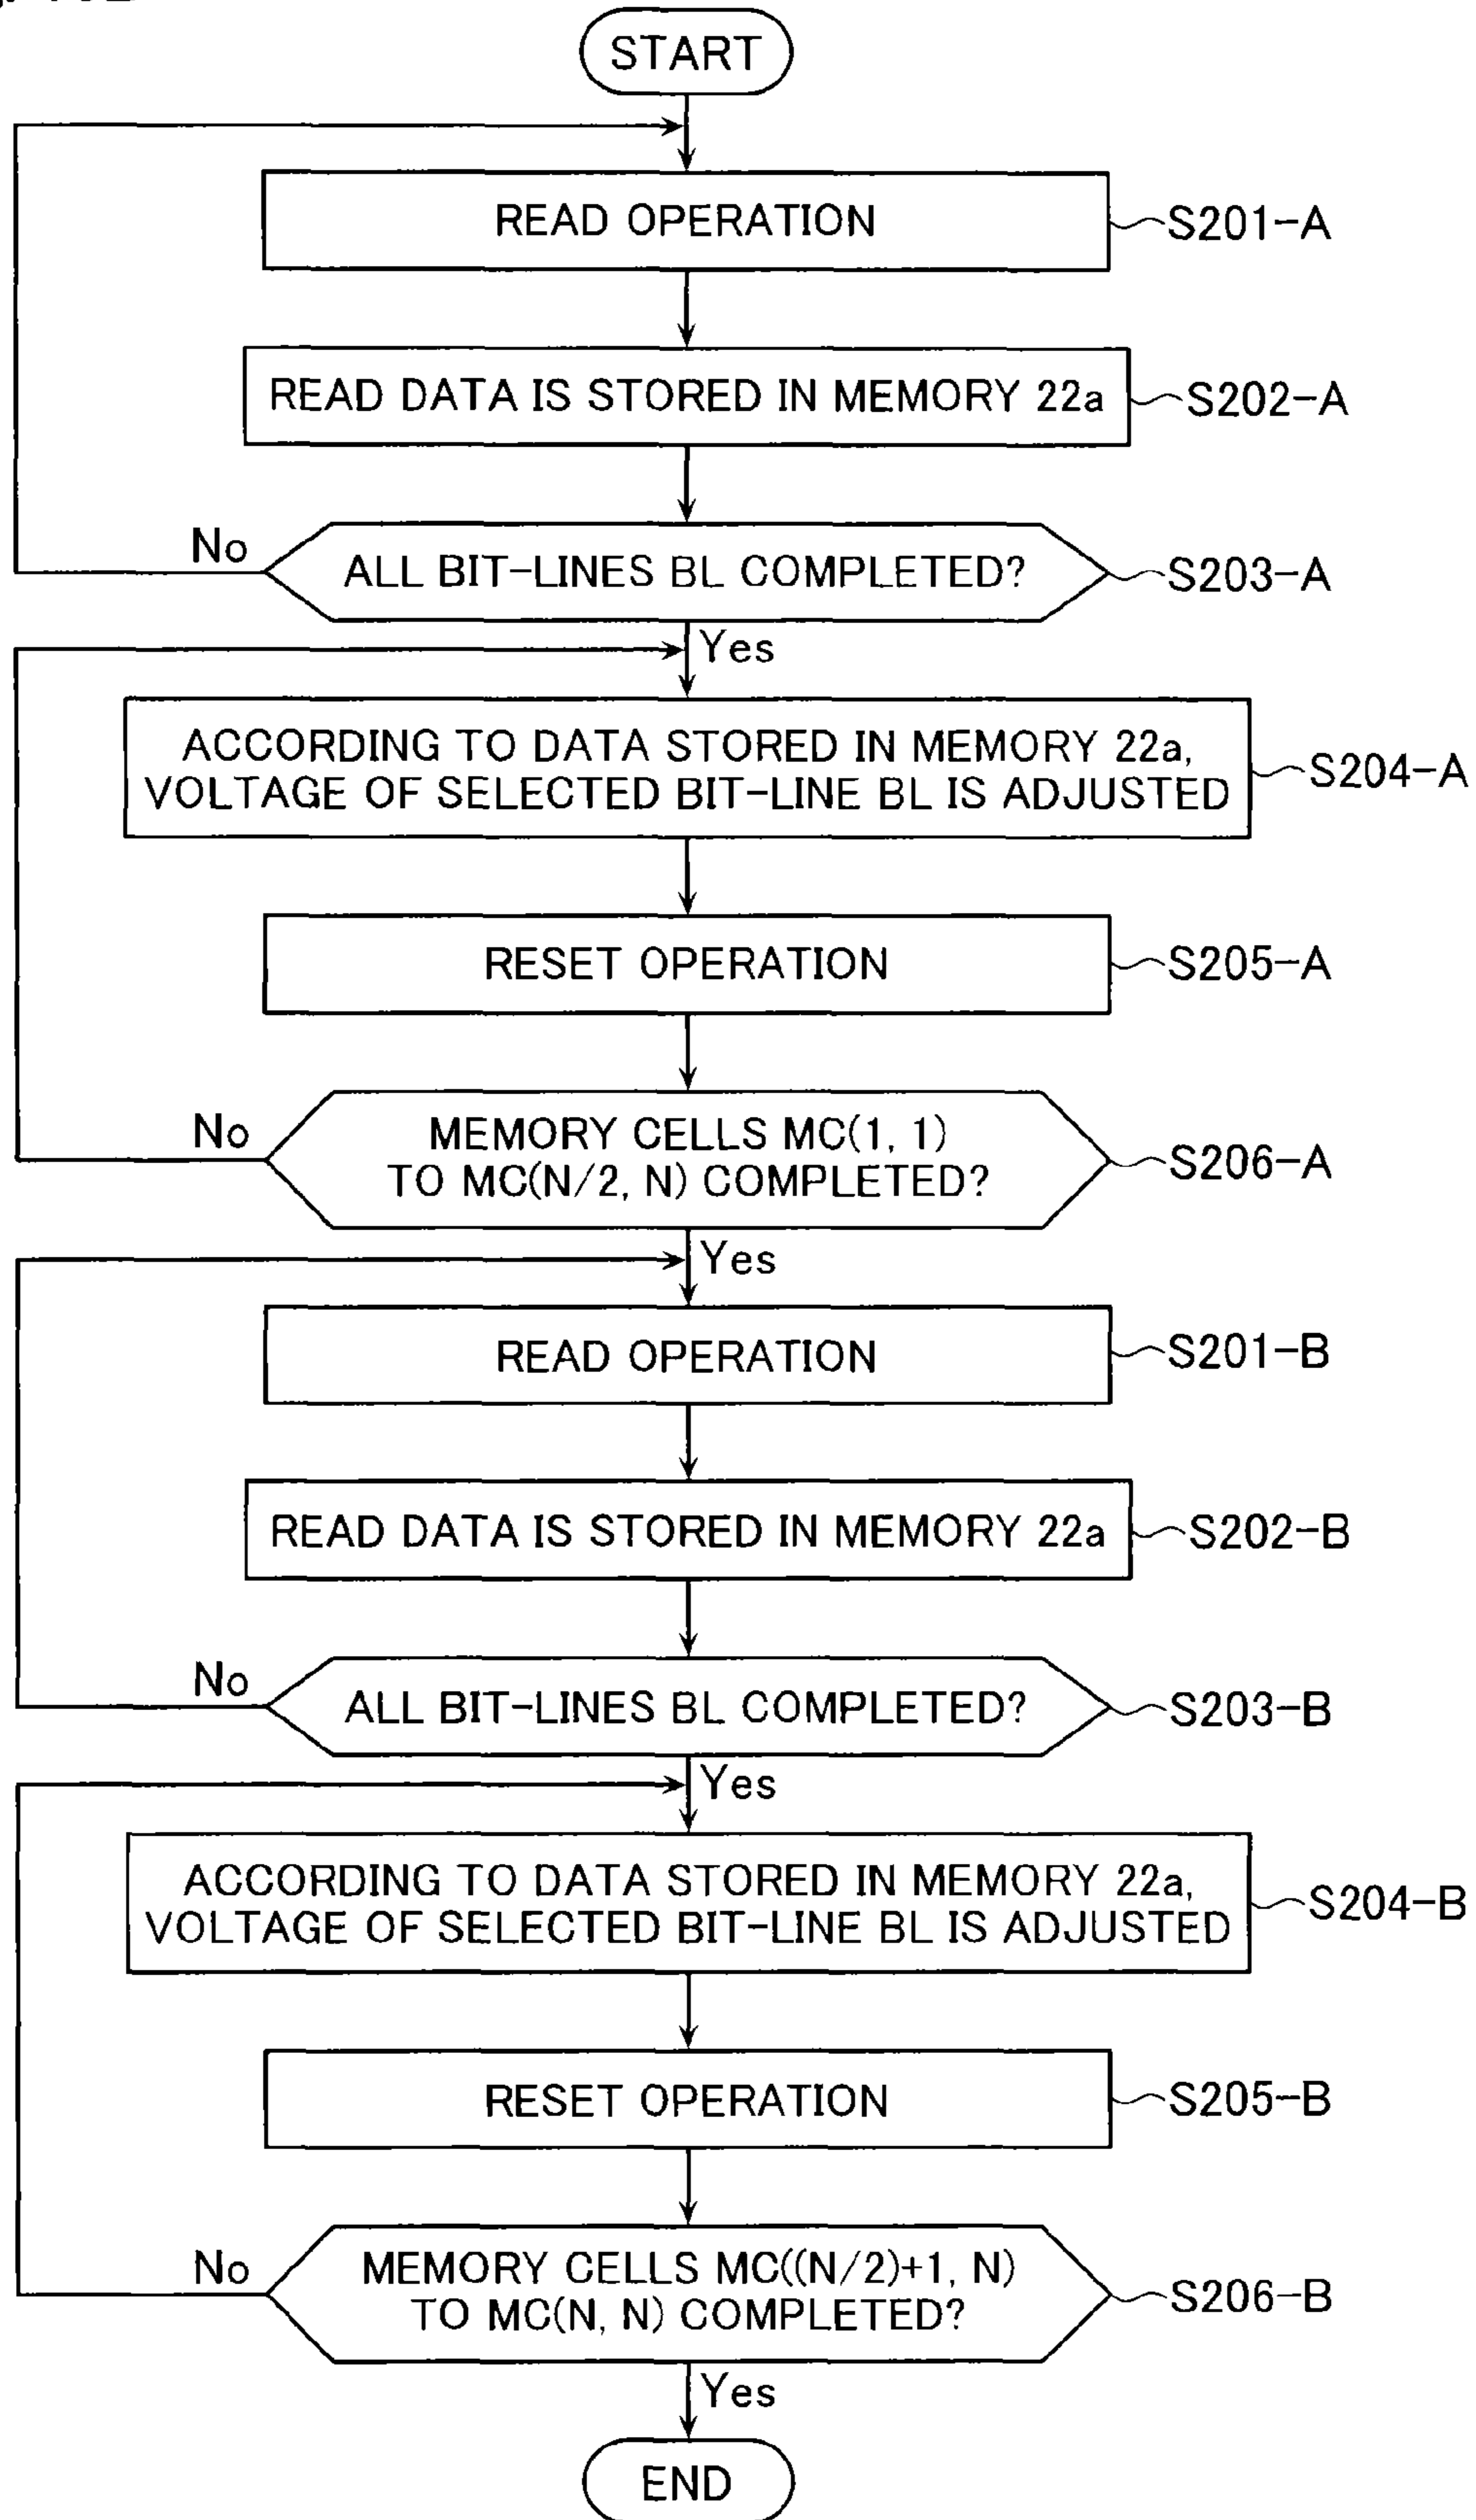 START
READ OPERATION
S201-A
READ DATA IS STORED IN MEMORY 22a
S202-A
No
ALL BIT-LINES BL COMPLETED?
S203-A
Yes
ACCORDING TO DATA STORED IN MEMORY 22a,
VOLTAGE OF SELECTED BIT-LINE BL IS ADJUSTED
S204-A
RESET OPERATION
S205-A
No
MEMORY CELLS MC(1, 1)
TO MC(N/2, N) COMPLETED?
S206-A
Yes
READ OPERATION
S201-B
READ DATA IS STORED IN MEMORY 22a
S202-B
No
ALL BIT-LINES BL COMPLETED?
S203-B
Yes
ACCORDING TO DATA STORED IN MEMORY 22a,
VOLTAGE OF SELECTED BIT-LINE BL IS ADJUSTED
S204-B
RESET OPERATION
S205-B
No
MEMORY CELLS MC((N/2)+1, N)
TO MC(N, N) COMPLETED?
S206-B
Yes
END